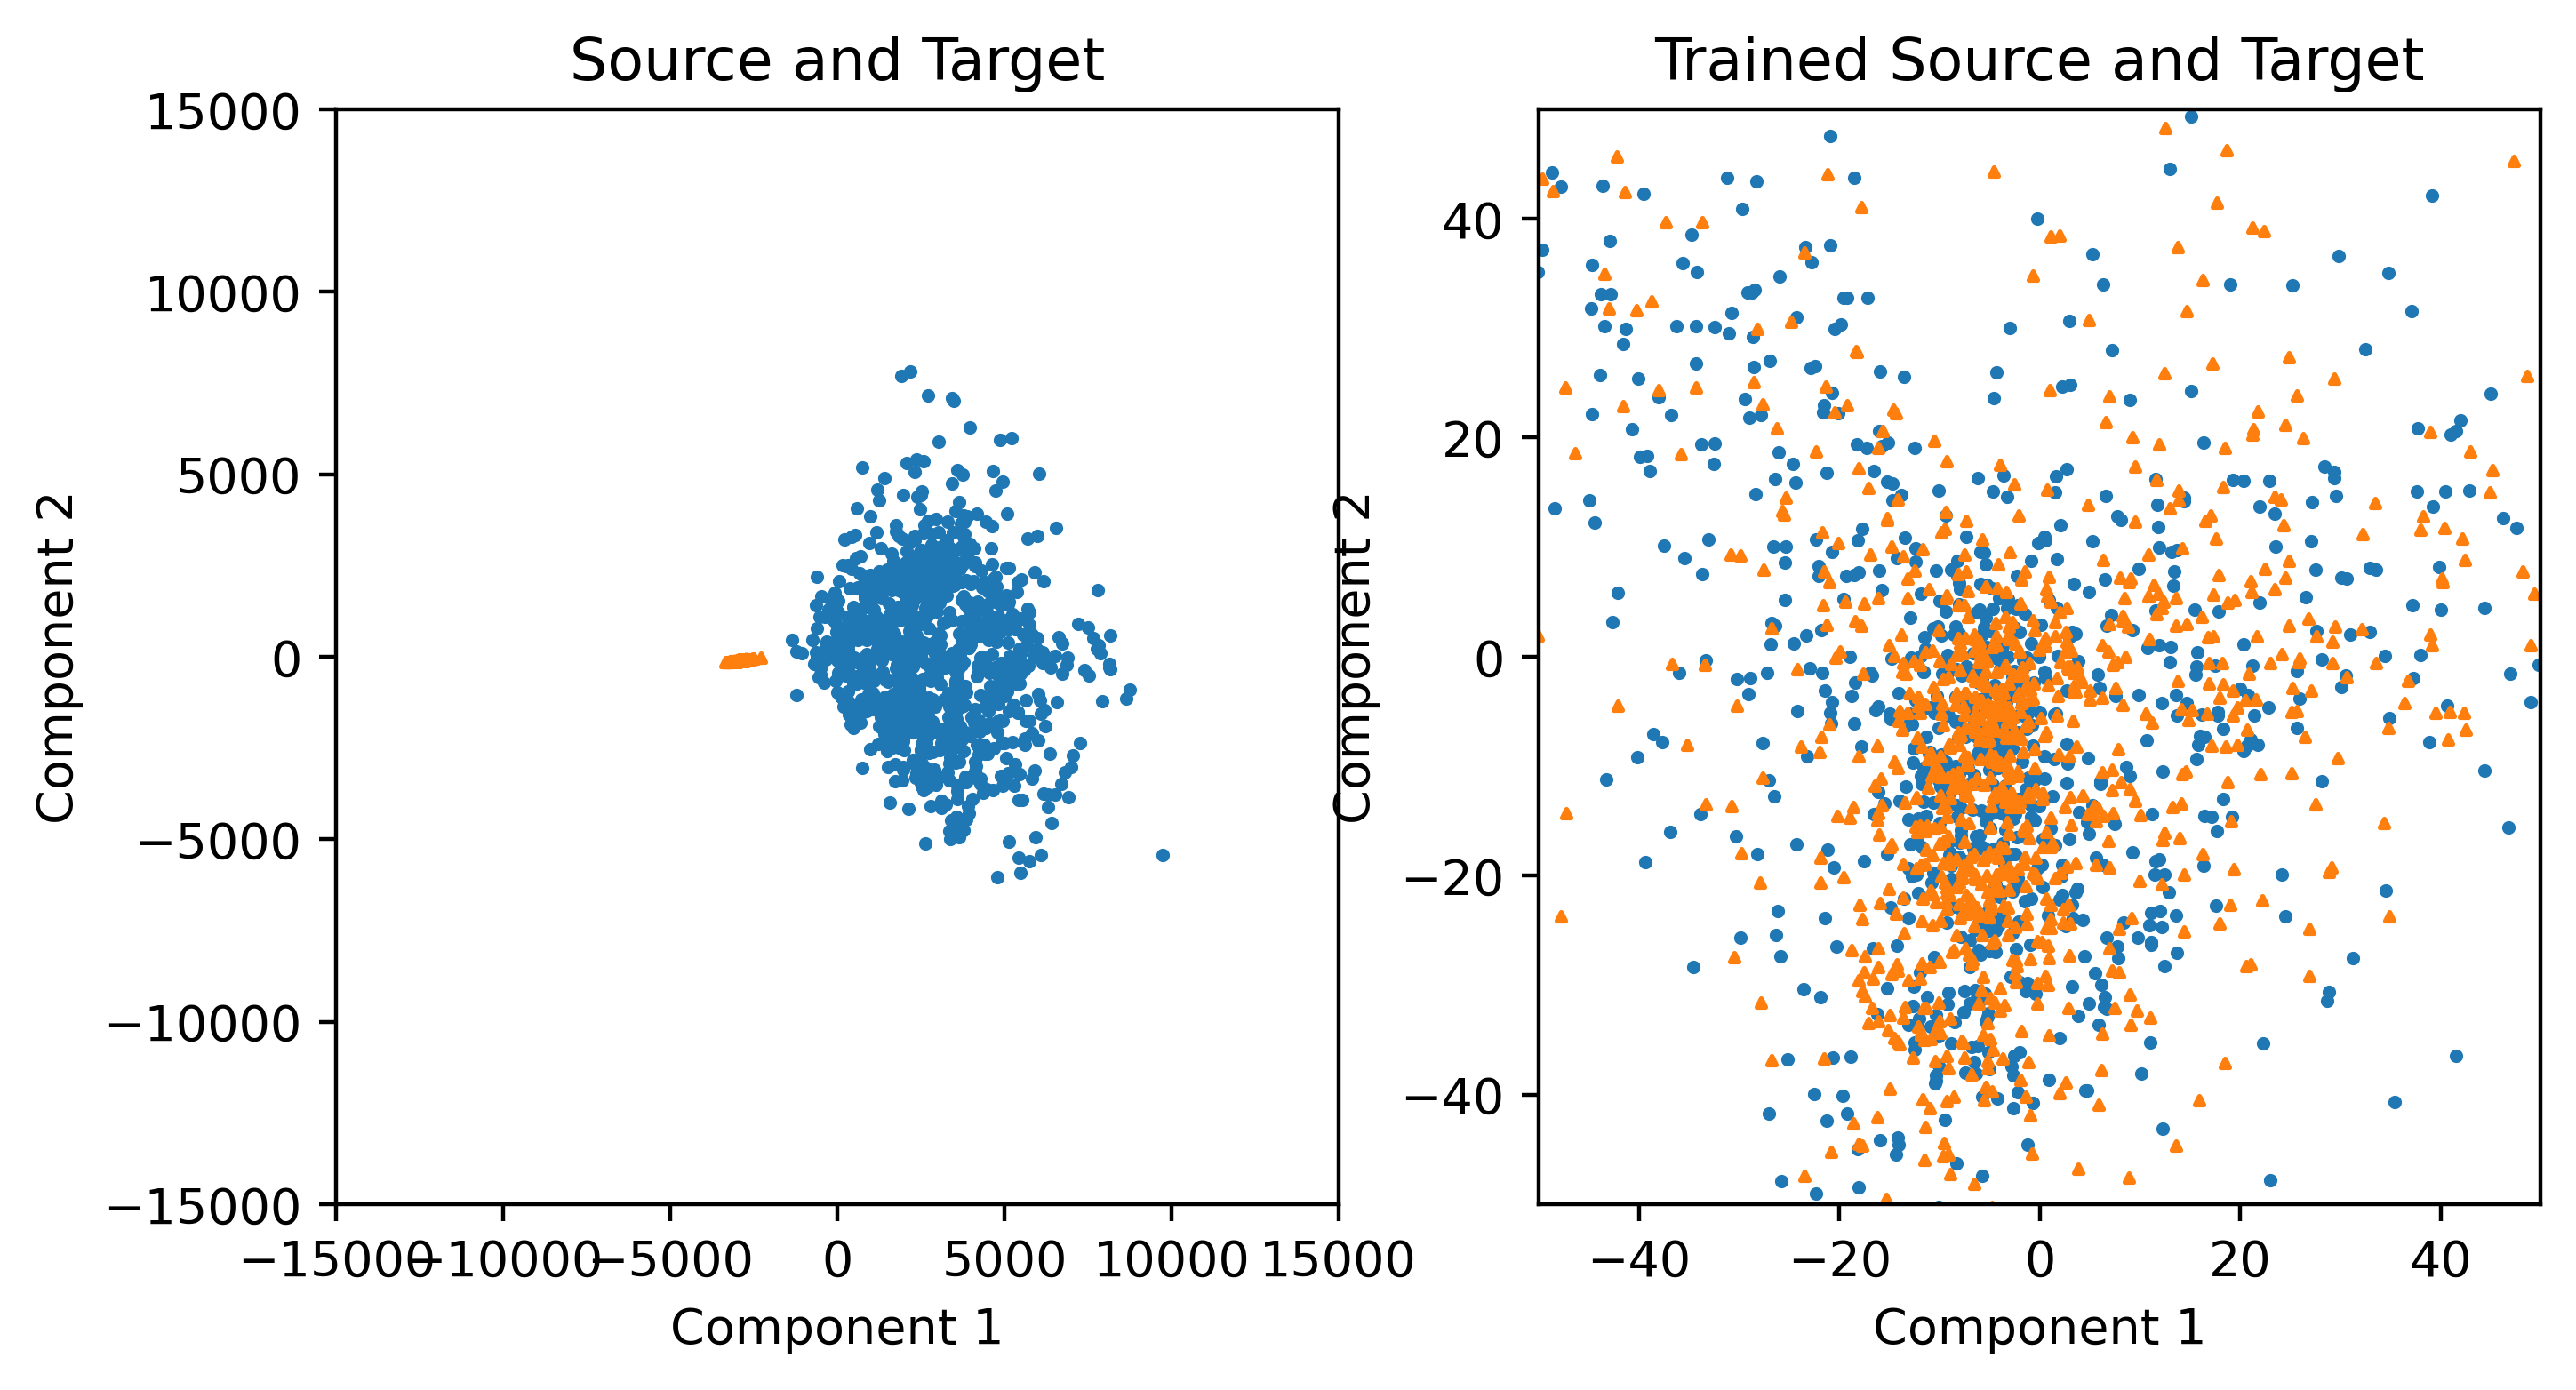 Source and Target
15000
10000
5000
0
−5000
−10000
−15000
−15000 −10000 −5000 0 5000 10000 15000
Component 1
Component 2
Trained Source and Target
40
20
0
−20
−40
−40 −20 0 20 40
Component 1
Component 2